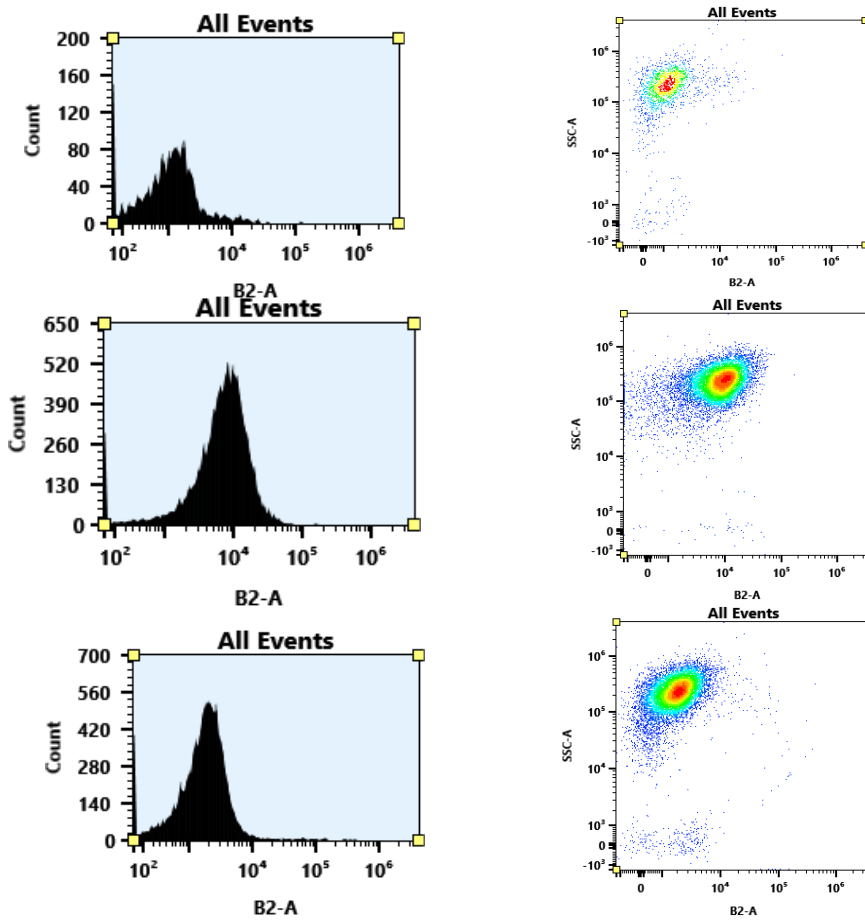 All Events
200
160
120
80
40
0
Count
10² 10⁴ 10⁵ 10⁶
B2-A
All Events
10⁶
10⁵
10⁴
10³
0
-10³
SSC-A
0 10⁴ 10⁵ 10⁶
B2-A
All Events
650
520
390
260
130
0
Count
10² 10⁴ 10⁵ 10⁶
B2-A
All Events
10⁶
10⁵
10⁴
10³
0
-10³
SSC-A
0 10⁴ 10⁵ 10⁶
B2-A
All Events
700
560
420
280
140
0
Count
10² 10⁴ 10⁵ 10⁶
B2-A
All Events
10⁶
10⁵
10⁴
10³
0
-10³
SSC-A
0 10⁴ 10⁵ 10⁶
B2-A